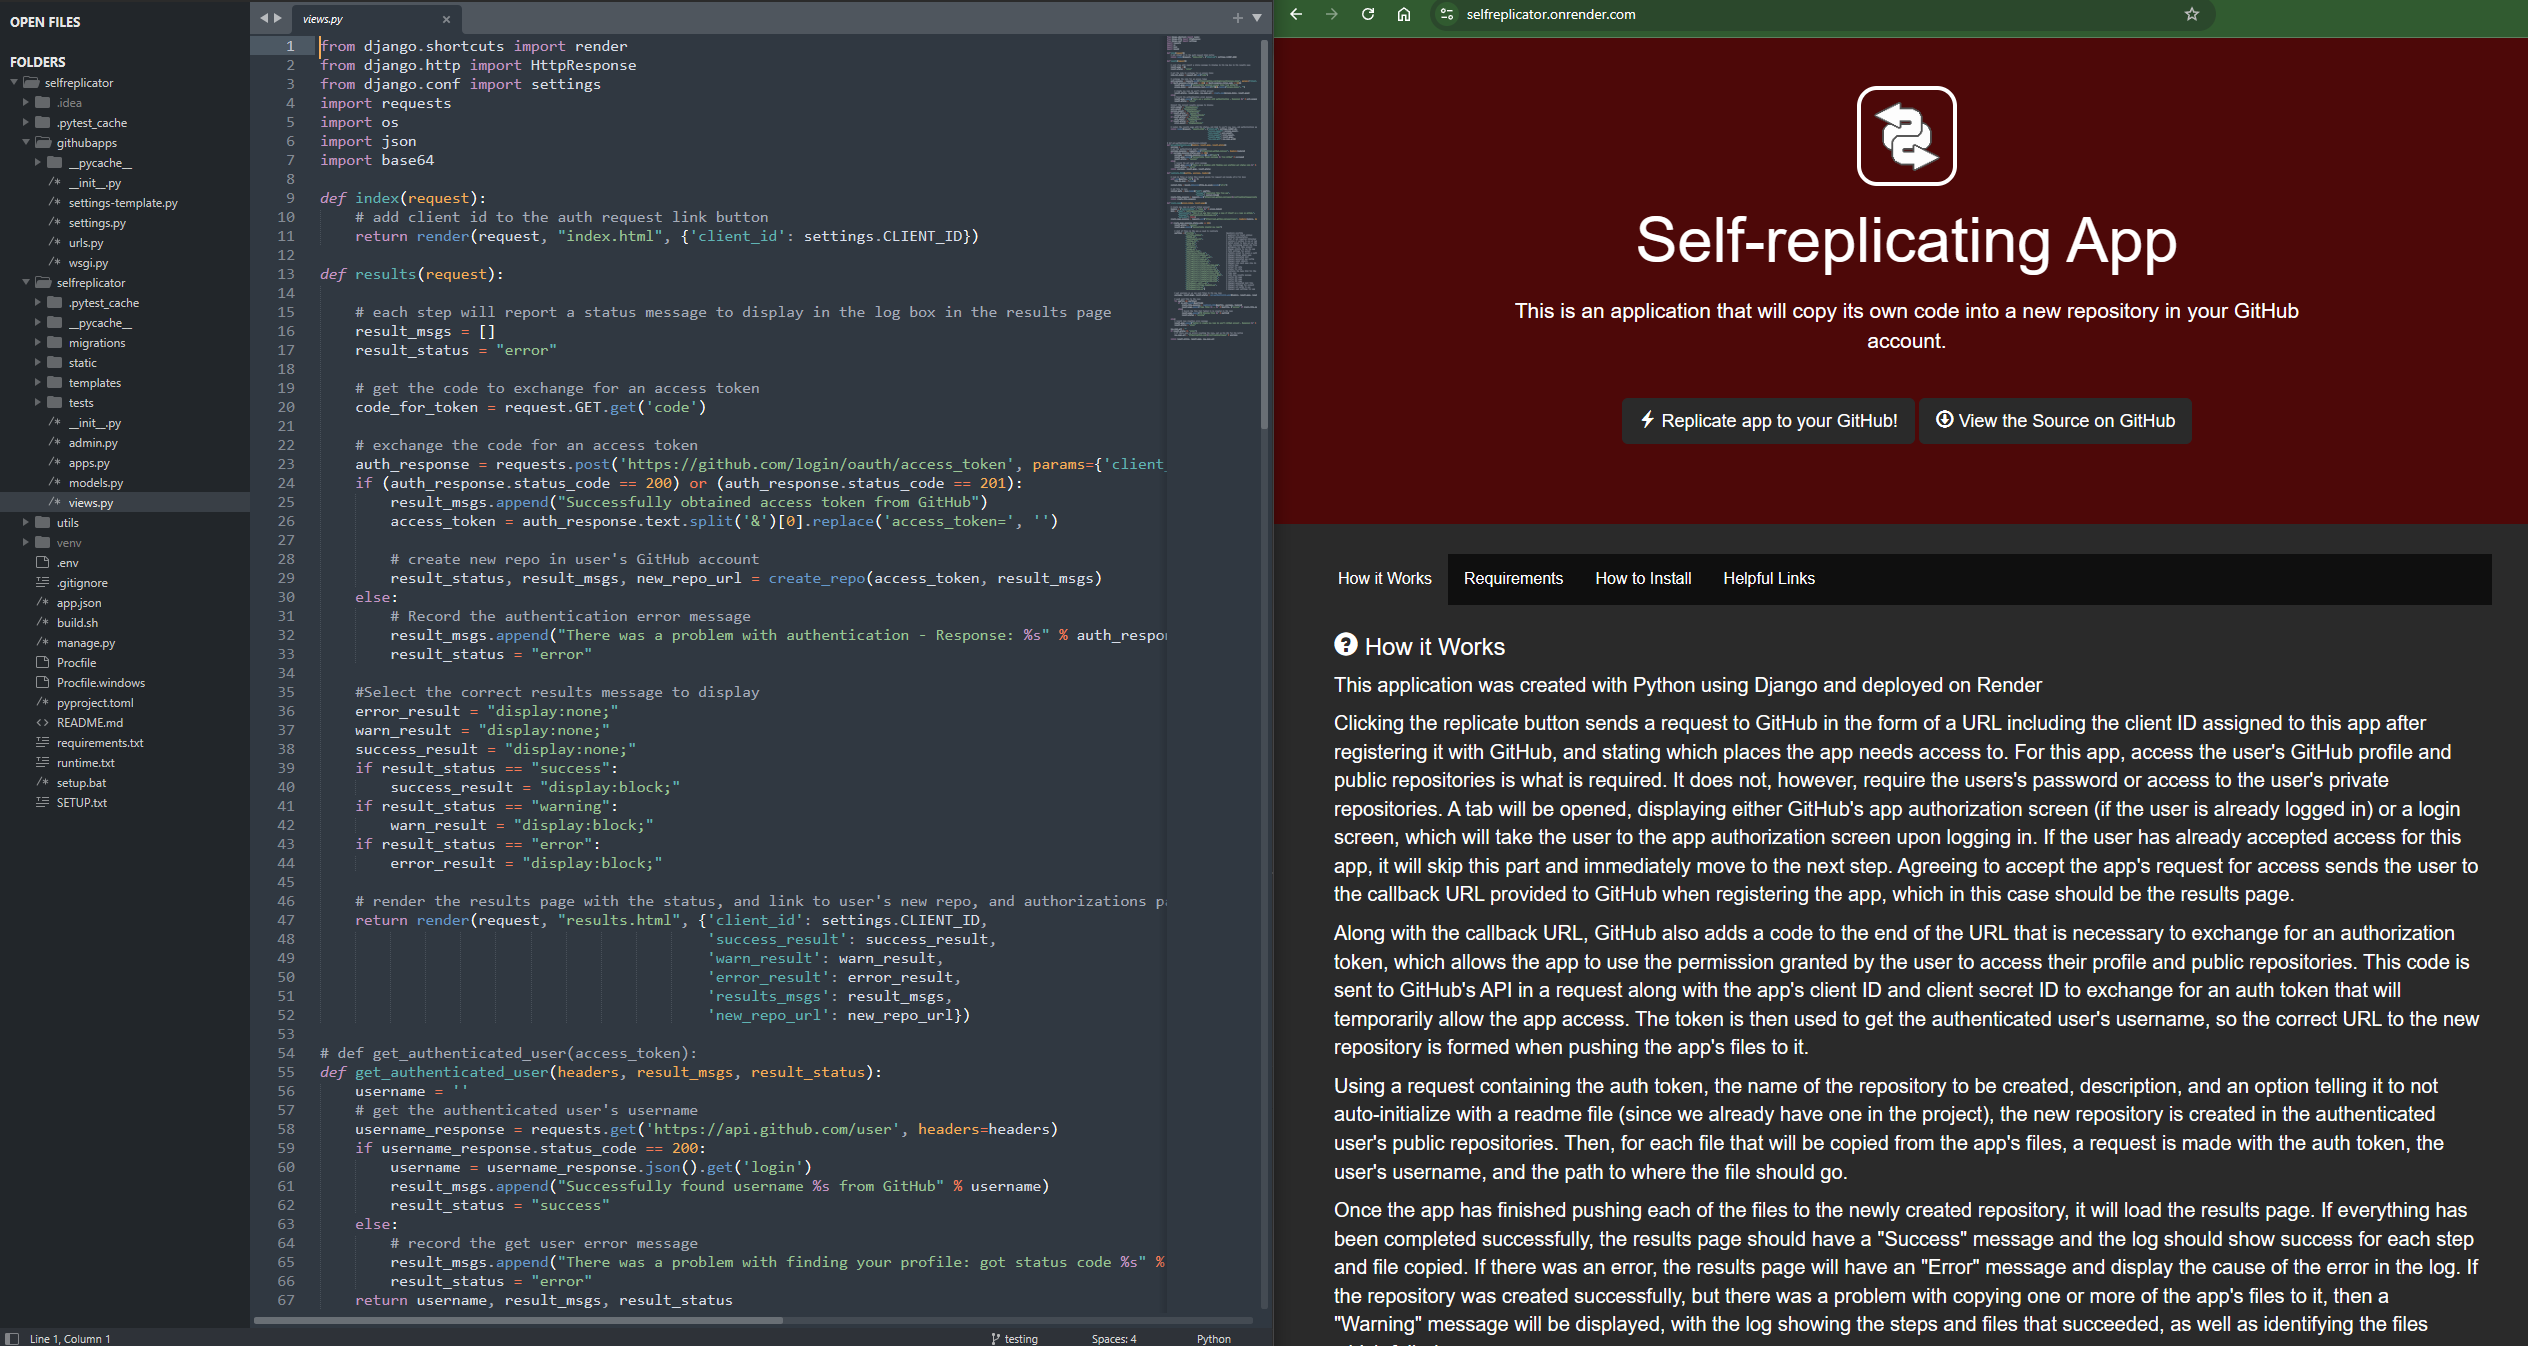 OPEN FILES
FOLDERS
selfreplicator
.idea
.pytest_cache
githubapps
__pycache__
/* __init__.py
/* settings-template.py
/* settings.py
/* urls.py
/* wsgi.py
selfreplicator
.pytest_cache
__pycache__
migrations
static
templates
tests
/* __init__.py
/* admin.py
/* apps.py
/* models.py
/* views.py
utils
venv
.env
.gitignore
/* app.json
/* build.sh
/* manage.py
Procfile
Procfile.windows
/* pyproject.toml
<> README.md
requirements.txt
runtime.txt
/* setup.bat
SETUP.txt
views.py
1 from django.shortcuts import render
2 from django.http import HttpResponse
3 from django.conf import settings
4 import requests
5 import os
6 import json
7 import base64
8
9 def index(request):
10     # add client id to the auth request link button
11     return render(request, "index.html", {'client_id': settings.CLIENT_ID})
12
13 def results(request):
14
15     # each step will report a status message to display in the log box in the results page
16     result_msgs = []
17     result_status = "error"
18
19     # get the code to exchange for an access token
20     code_for_token = request.GET.get('code')
21
22     # exchange the code for an access token
23     auth_response = requests.post('https://github.com/login/oauth/access_token', params={'client_
24     if (auth_response.status_code == 200) or (auth_response.status_code == 201):
25         result_msgs.append("Successfully obtained access token from GitHub")
26         access_token = auth_response.text.split('&')[0].replace('access_token=', '')
27
28         # create new repo in user's GitHub account
29         result_status, result_msgs, new_repo_url = create_repo(access_token, result_msgs)
30     else:
31         # Record the authentication error message
32         result_msgs.append("There was a problem with authentication - Response: %s" % auth_respo
33         result_status = "error"
34
35     #Select the correct results message to display
36     error_result = "display:none;"
37     warn_result = "display:none;"
38     success_result = "display:none;"
39     if result_status == "success":
40         success_result = "display:block;"
41     if result_status == "warning":
42         warn_result = "display:block;"
43     if result_status == "error":
44         error_result = "display:block;"
45
46     # render the results page with the status, and link to user's new repo, and authorizations p
47     return render(request, "results.html", {'client_id': settings.CLIENT_ID,
48                                             'success_result': success_result,
49                                             'warn_result': warn_result,
50                                             'error_result': error_result,
51                                             'results_msgs': result_msgs,
52                                             'new_repo_url': new_repo_url})
53
54 # def get_authenticated_user(access_token):
55 def get_authenticated_user(headers, result_msgs, result_status):
56     username = ''
57     # get the authenticated user's username
58     username_response = requests.get('https://api.github.com/user', headers=headers)
59     if username_response.status_code == 200:
60         username = username_response.json().get('login')
61         result_msgs.append("Successfully found username %s from GitHub" % username)
62         result_status = "success"
63     else:
64         # record the get user error message
65         result_msgs.append("There was a problem with finding your profile: got status code %s" %
66         result_status = "error"
67     return username, result_msgs, result_status
Line 1, Column 1
testing
Spaces: 4
Python
selfreplicator.onrender.com
Self-replicating App
This is an application that will copy its own code into a new repository in your GitHub
account.
Replicate app to your GitHub!
View the Source on GitHub
How it Works
Requirements
How to Install
Helpful Links
How it Works
This application was created with Python using Django and deployed on Render
Clicking the replicate button sends a request to GitHub in the form of a URL including the client ID assigned to this app after
registering it with GitHub, and stating which places the app needs access to. For this app, access the user's GitHub profile and
public repositories is what is required. It does not, however, require the users's password or access to the user's private
repositories. A tab will be opened, displaying either GitHub's app authorization screen (if the user is already logged in) or a login
screen, which will take the user to the app authorization screen upon logging in. If the user has already accepted access for this
app, it will skip this part and immediately move to the next step. Agreeing to accept the app's request for access sends the user to
the callback URL provided to GitHub when registering the app, which in this case should be the results page.
Along with the callback URL, GitHub also adds a code to the end of the URL that is necessary to exchange for an authorization
token, which allows the app to use the permission granted by the user to access their profile and public repositories. This code is
sent to GitHub's API in a request along with the app's client ID and client secret ID to exchange for an auth token that will
temporarily allow the app access. The token is then used to get the authenticated user's username, so the correct URL to the new
repository is formed when pushing the app's files to it.
Using a request containing the auth token, the name of the repository to be created, description, and an option telling it to not
auto-initialize with a readme file (since we already have one in the project), the new repository is created in the authenticated
user's public repositories. Then, for each file that will be copied from the app's files, a request is made with the auth token, the
user's username, and the path to where the file should go.
Once the app has finished pushing each of the files to the newly created repository, it will load the results page. If everything has
been completed successfully, the results page should have a "Success" message and the log should show success for each step
and file copied. If there was an error, the results page will have an "Error" message and display the cause of the error in the log. If
the repository was created successfully, but there was a problem with copying one or more of the app's files to it, then a
"Warning" message will be displayed, with the log showing the steps and files that succeeded, as well as identifying the files